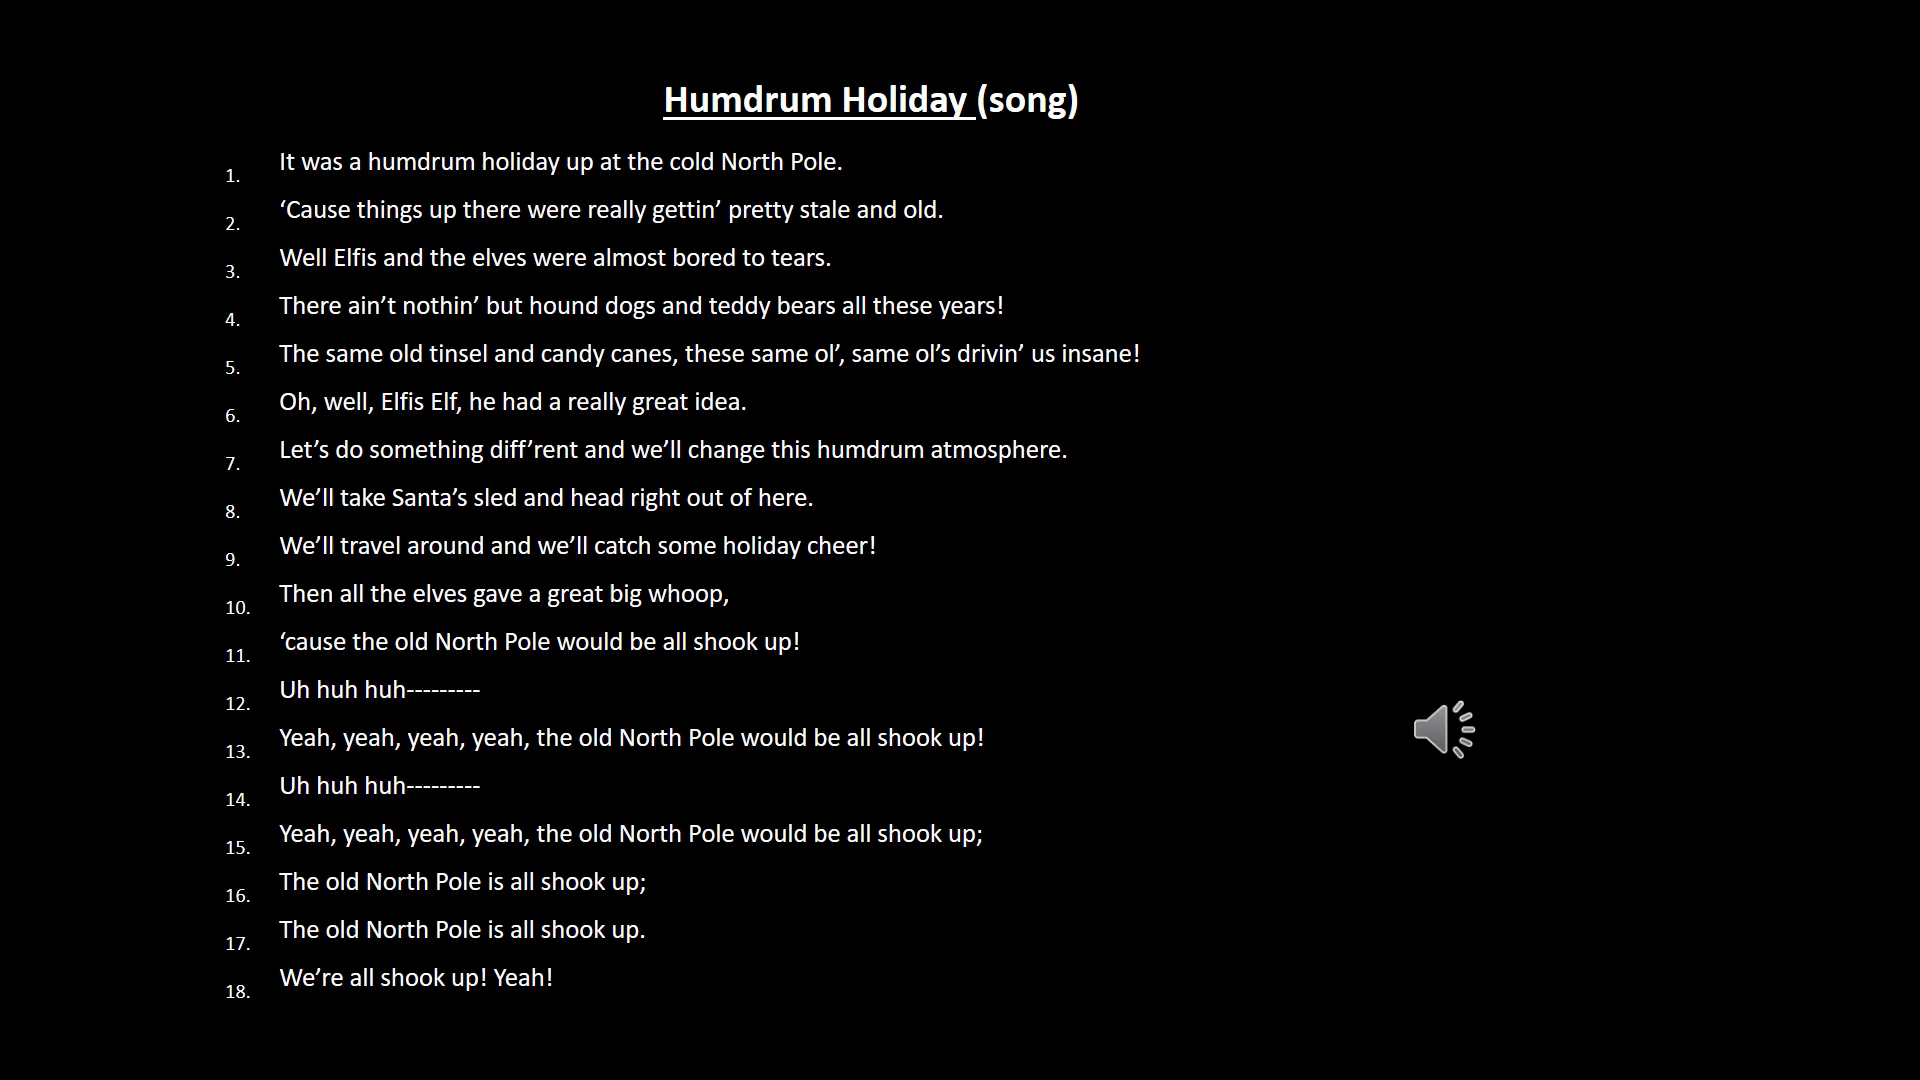 Humdrum Holiday (song)
1. It was a humdrum holiday up at the cold North Pole.
2. ‘Cause things up there were really gettin’ pretty stale and old.
3. Well Elfis and the elves were almost bored to tears.
4. There ain’t nothin’ but hound dogs and teddy bears all these years!
5. The same old tinsel and candy canes, these same ol’, same ol’s drivin’ us insane!
6. Oh, well, Elfis Elf, he had a really great idea.
7. Let’s do something diff’rent and we’ll change this humdrum atmosphere.
8. We’ll take Santa’s sled and head right out of here.
9. We’ll travel around and we’ll catch some holiday cheer!
10. Then all the elves gave a great big whoop,
11. ‘cause the old North Pole would be all shook up!
12. Uh huh huh---------
13. Yeah, yeah, yeah, yeah, the old North Pole would be all shook up!
14. Uh huh huh---------
15. Yeah, yeah, yeah, yeah, the old North Pole would be all shook up;
16. The old North Pole is all shook up;
17. The old North Pole is all shook up.
18. We’re all shook up! Yeah!